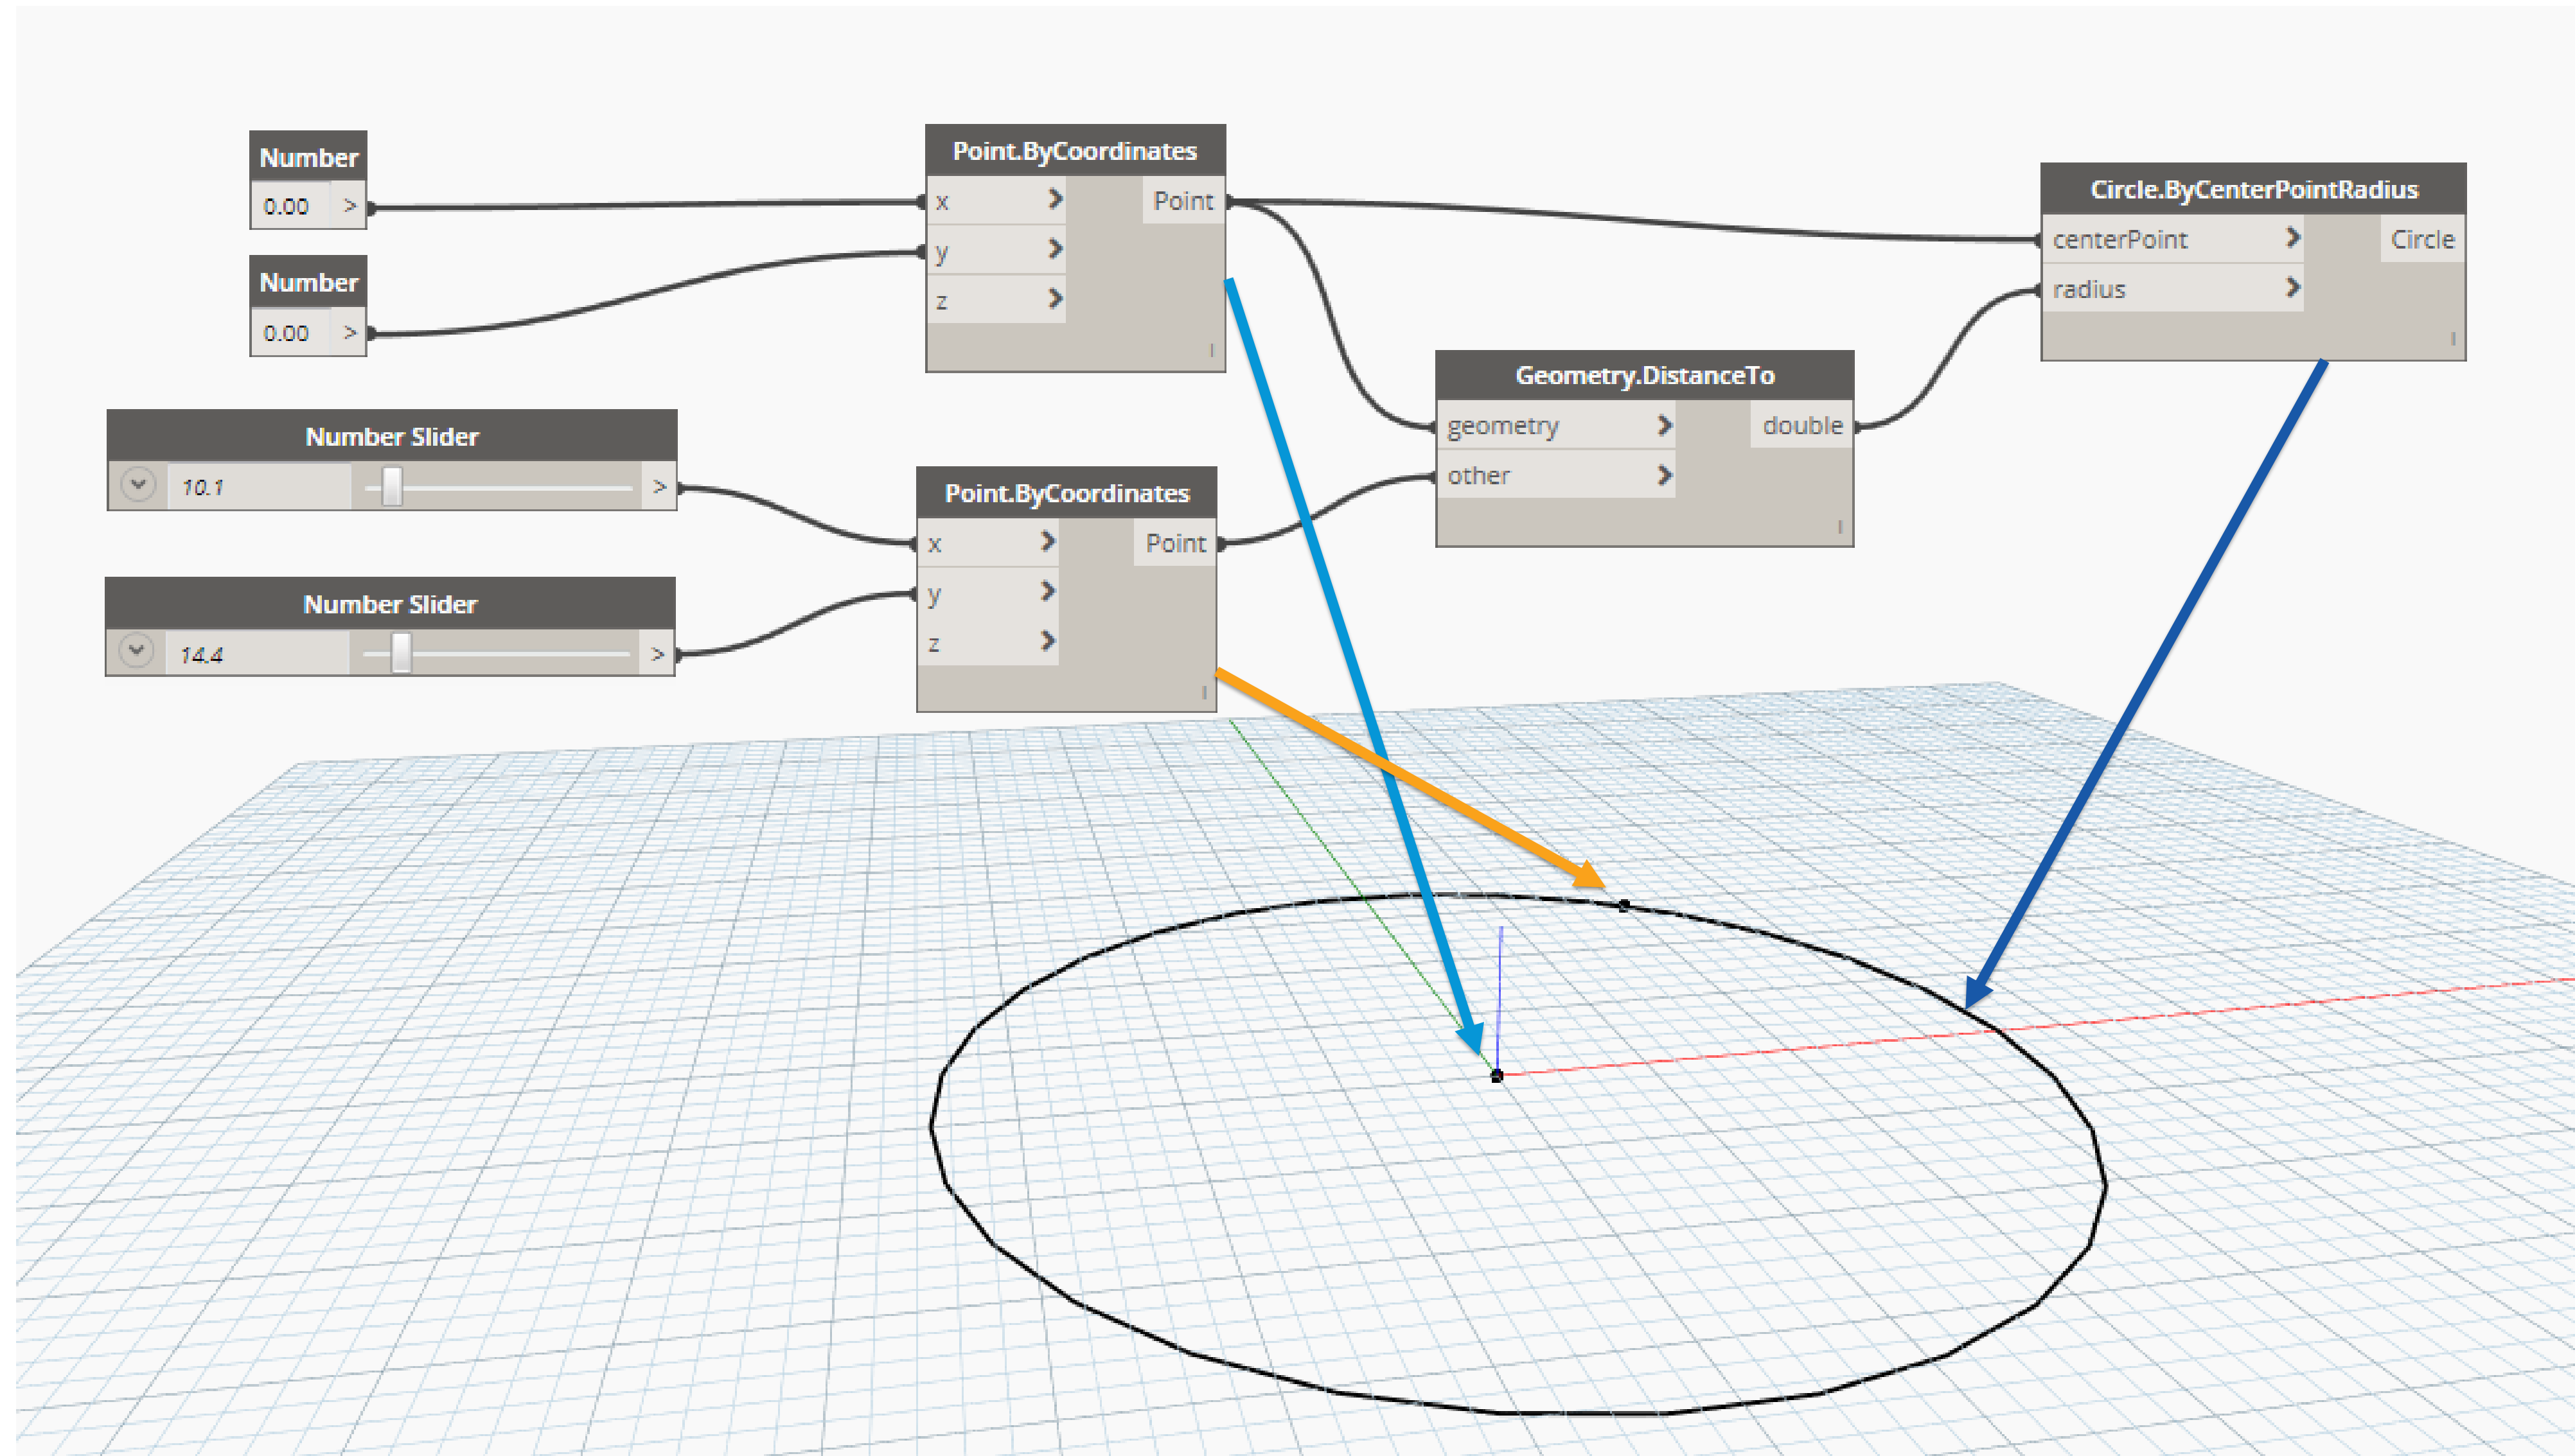 Number
0.00 >
Number
0.00 >
Number Slider
10.1 >
Number Slider
14.4 >
Point.ByCoordinates
x > Point
y >
z >
Point.ByCoordinates
x > Point
y >
z >
Geometry.DistanceTo
geometry > double
other >
Circle.ByCenterPointRadius
centerPoint > Circle
radius >